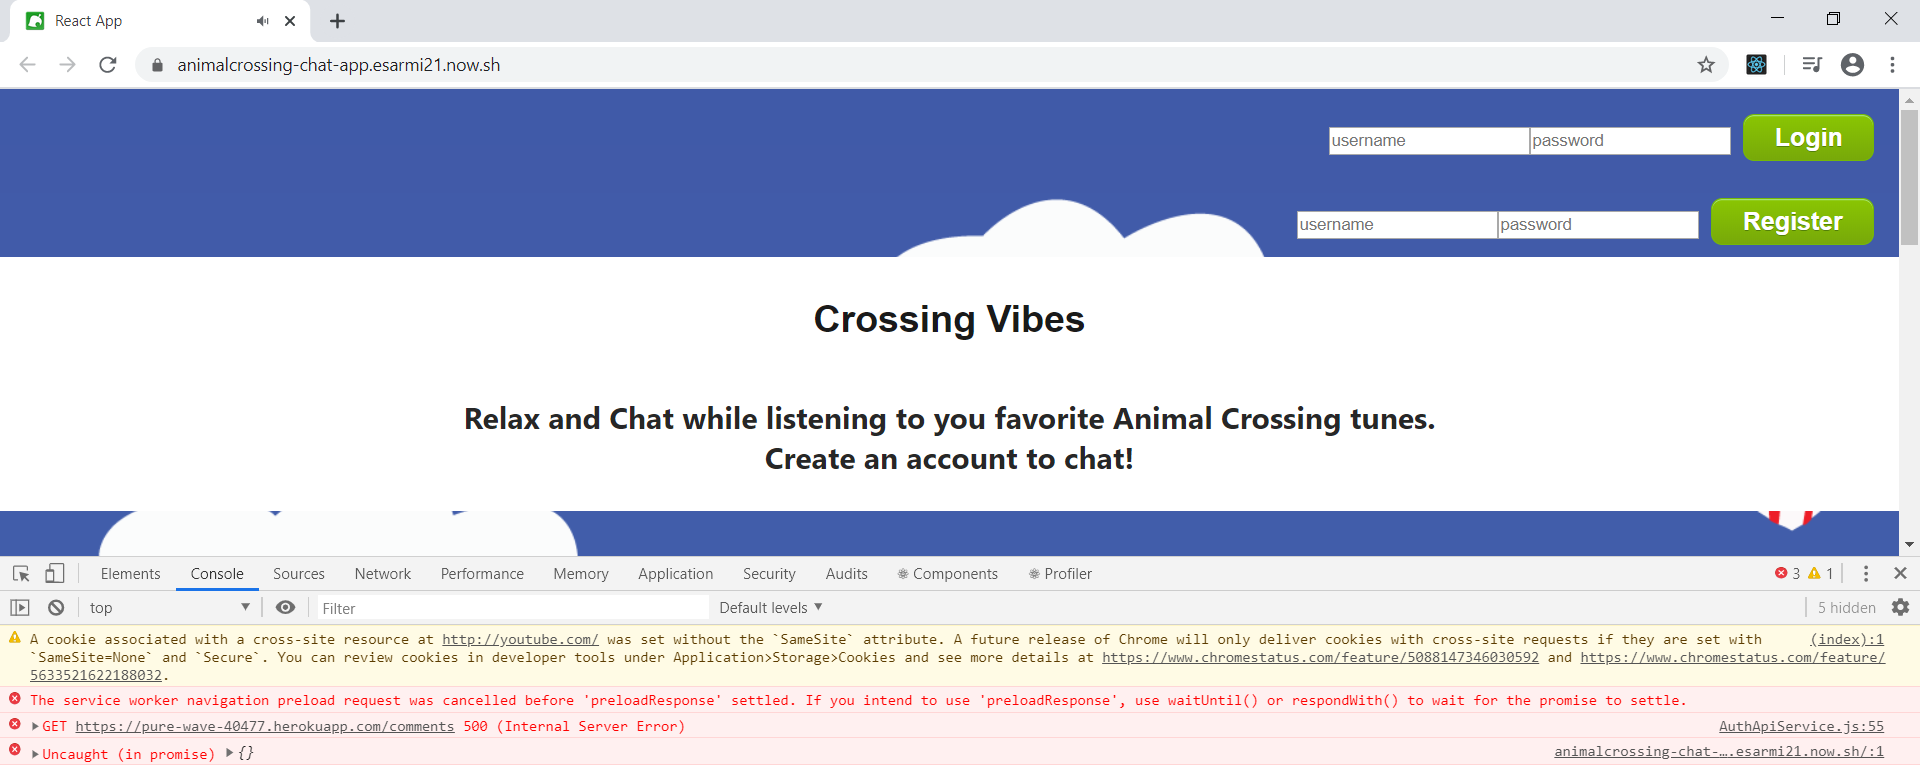 React App
animalcrossing-chat-app.esarmi21.now.sh
username password Login
username password Register
Crossing Vibes
Relax and Chat while listening to you favorite Animal Crossing tunes.
Create an account to chat!
Elements Console Sources Network Performance Memory Application Security Audits Components Profiler 3 1
top Filter Default levels 5 hidden
A cookie associated with a cross-site resource at http://youtube.com/ was set without the `SameSite` attribute. A future release of Chrome will only deliver cookies with cross-site requests if they are set with (index):1
`SameSite=None` and `Secure`. You can review cookies in developer tools under Application>Storage>Cookies and see more details at https://www.chromestatus.com/feature/5088147346030592 and https://www.chromestatus.com/feature/
5633521622188032.
The service worker navigation preload request was cancelled before 'preloadResponse' settled. If you intend to use 'preloadResponse', use waitUntil() or respondWith() to wait for the promise to settle.
GET https://pure-wave-40477.herokuapp.com/comments 500 (Internal Server Error) AuthApiService.js:55
Uncaught (in promise) {} animalcrossing-chat-….esarmi21.now.sh/:1